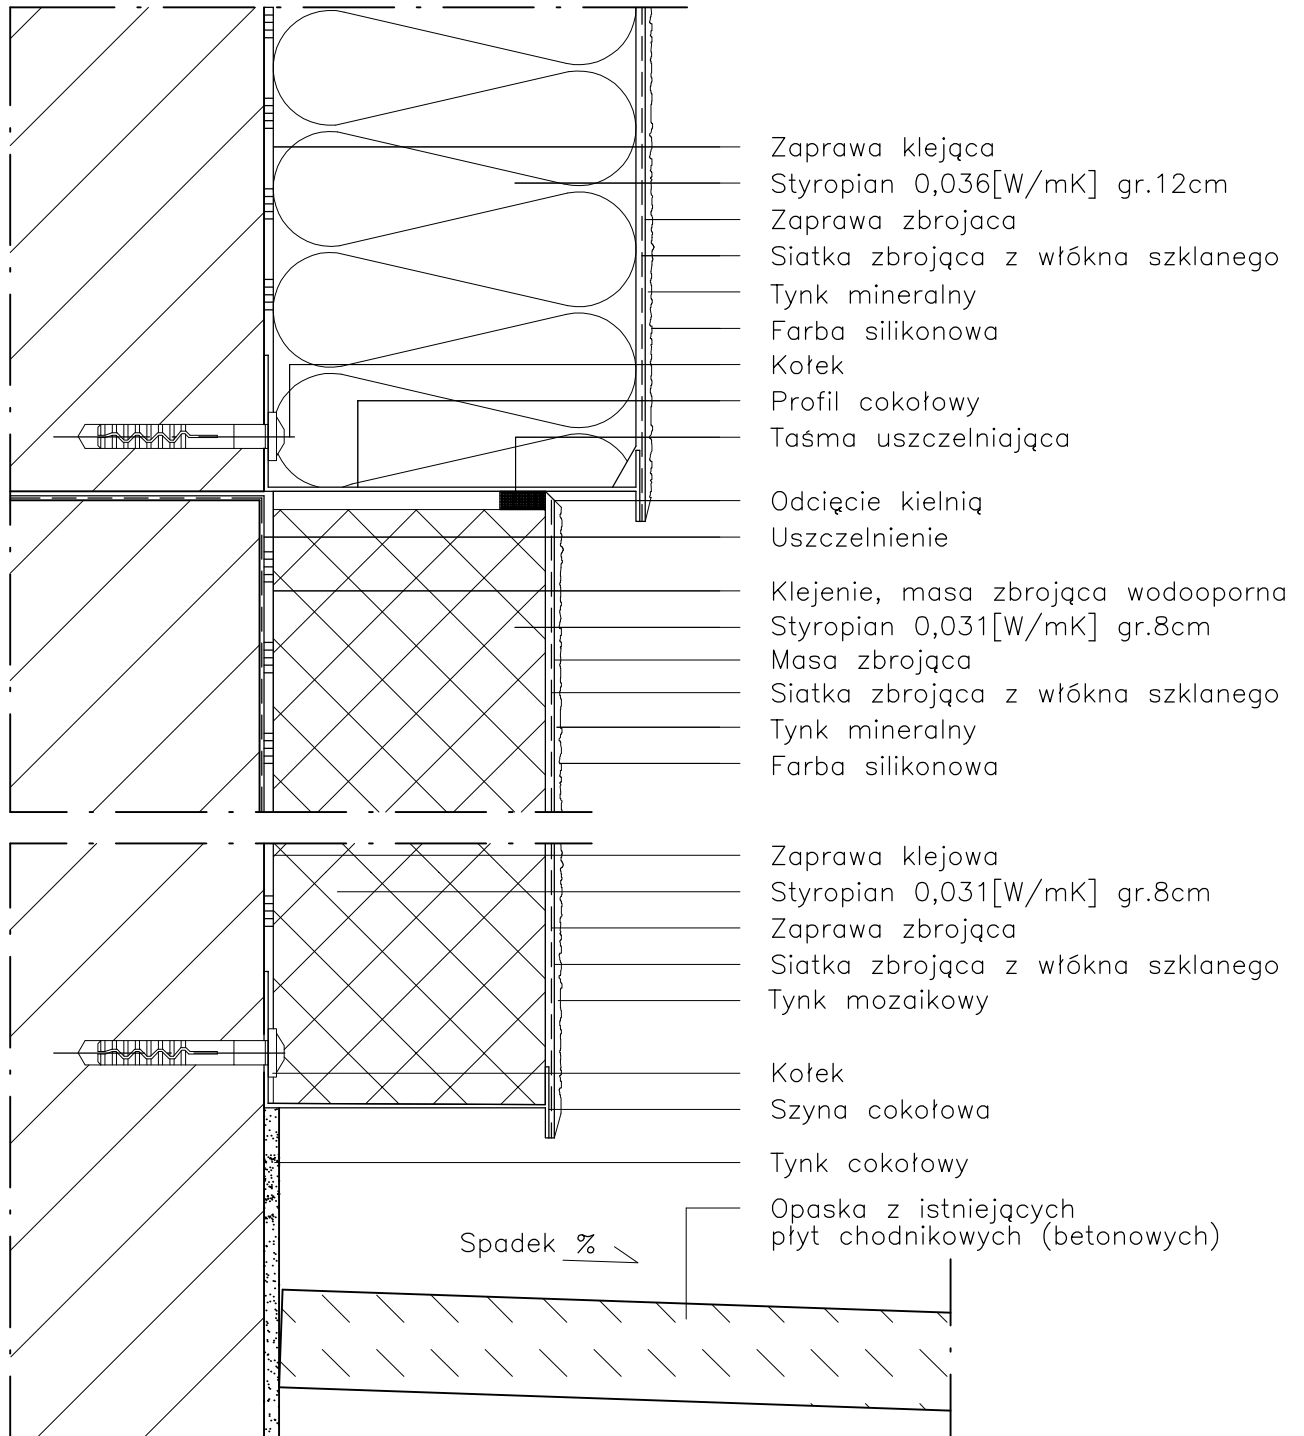 Zaprawa klejąca
Styropian 0,036[W/mK] gr.12cm
Zaprawa zbrojaca
Siatka zbrojąca z włókna szklanego
Tynk mineralny
Farba silikonowa
Kołek
Profil cokołowy
Taśma uszczelniająca
Odcięcie kielnią
Uszczelnienie
Klejenie, masa zbrojąca wodooporna
Styropian 0,031[W/mK] gr.8cm
Masa zbrojąca
Siatka zbrojąca z włókna szklanego
Tynk mineralny
Farba silikonowa
Zaprawa klejowa
Styropian 0,031[W/mK] gr.8cm
Zaprawa zbrojąca
Siatka zbrojąca z włókna szklanego
Tynk mozaikowy
Kołek
Szyna cokołowa
Tynk cokołowy
Opaska z istniejących
płyt chodnikowych (betonowych)
Spadek %